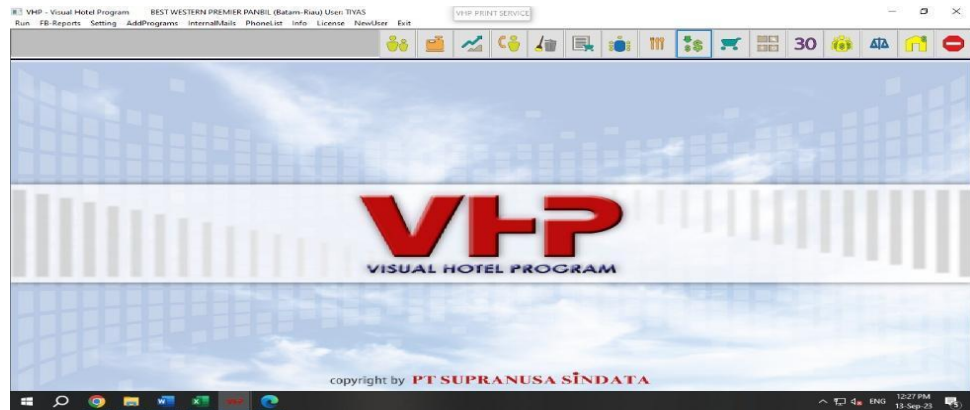 VHP - Visual Hotel Program BEST WESTERN PREMIER PANBIL (Batam-Riau) User: TIYAS
VHP PRINT SERVICE
Run FB-Reports Setting AddPrograms InternalMails PhoneList Info License NewUser Exit
30
VHP
VISUAL HOTEL PROGRAM
copyright by PT SUPRANUSA SINDATA
ENG 12:27 PM
13-Sep-23